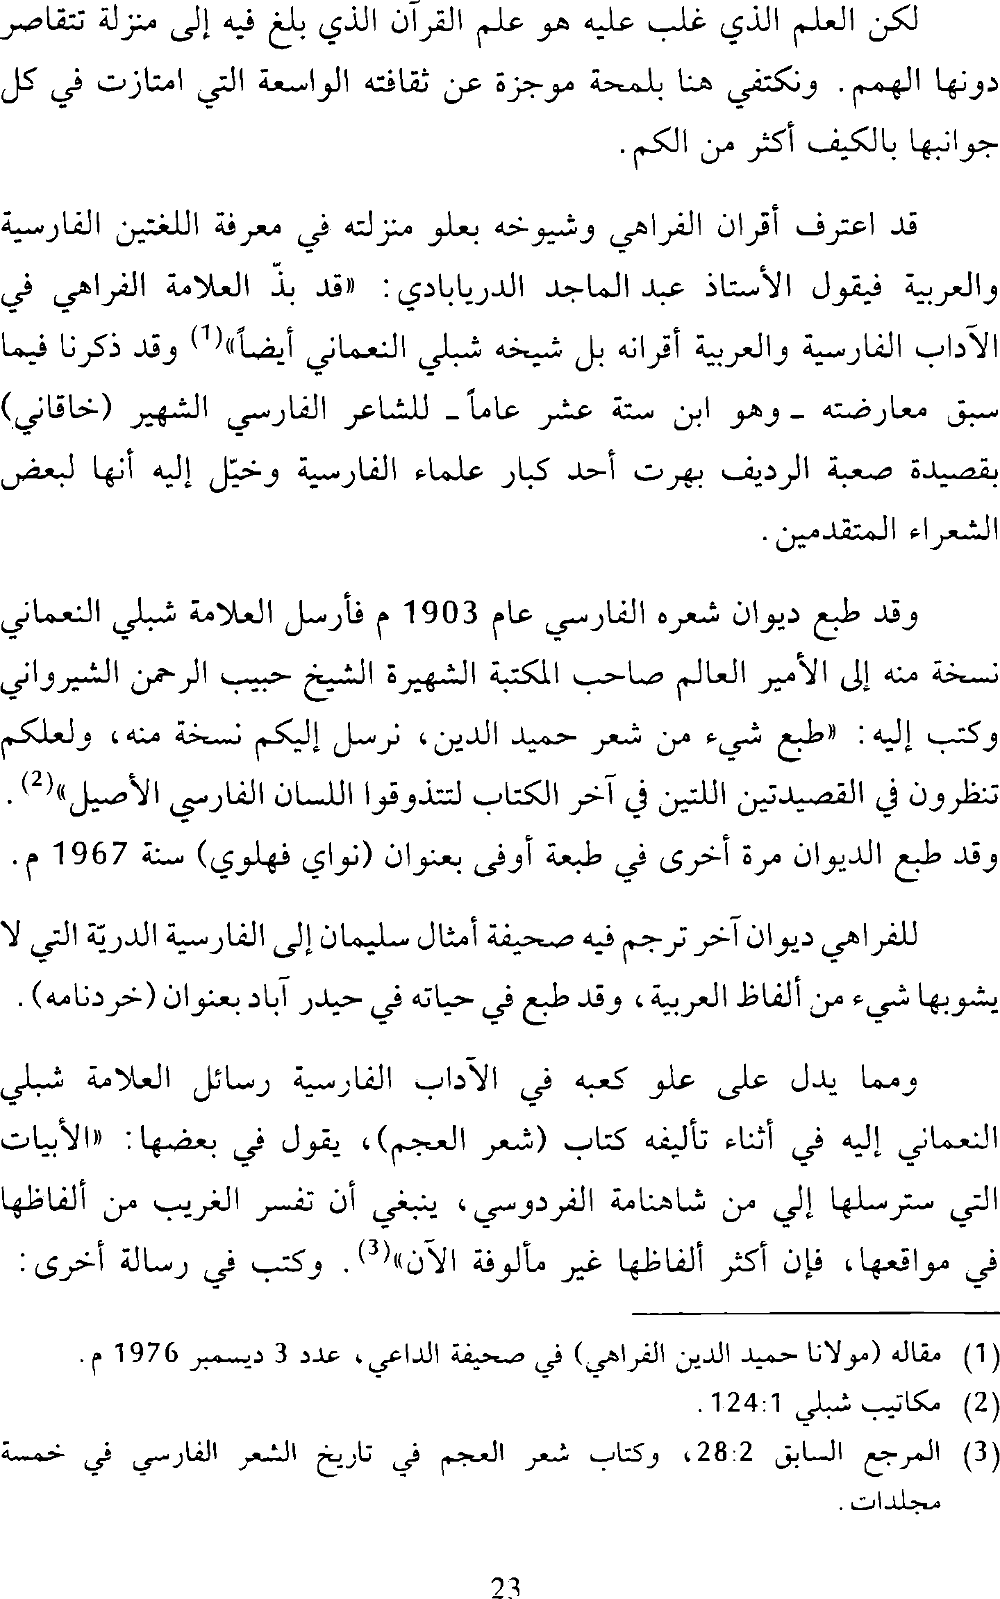 لكن العلم الذي غلب عليه هو علم القرآن الذي بلغ فيه إلى منزلة تتقاصر
دونها الهمم. ونكتفي هنا بلمحة موجزة عن ثقافته الواسعة التي امتازت في كل
جوانبها بالكيف أكثر من الكم.
قد اعترف أقران الفراهي وشيوخه بعلو منزلته في معرفة اللغتين الفارسية
والعربية فيقول الأستاذ عبد الماجد الدريابادي: «قد بذّ العلامة الفراهي في
الآداب الفارسية والعربية أقرانه بل شيخه شبلي النعماني أيضاً»(1) وقد ذكرنا فيما
سبق معارضته ـ وهو ابن ستة عشر عاماً ـ للشاعر الفارسي الشهير (خاقاني)
بقصيدة صعبة الرديف بهرت أحد كبار علماء الفارسية وخيّل إليه أنها لبعض
الشعراء المتقدمين.
وقد طبع ديوان شعره الفارسي عام 1903 م فأرسل العلامة شبلي النعماني
نسخة منه إلى الأمير العالم صاحب المكتبة الشهيرة الشيخ حبيب الرحمن الشيرواني
وكتب إليه: «طبع شيء من شعر حميد الدين، نرسل إليكم نسخة منه، ولعلكم
تنظرون في القصيدتين اللتين في آخر الكتاب لتتذوقوا اللسان الفارسي الأصيل»(2).
وقد طبع الديوان مرة أخرى في طبعة أوفى بعنوان (نواي فهلوي) سنة 1967 م.
للفراهي ديوان آخر ترجم فيه صحيفة أمثال سليمان إلى الفارسية الدريّة التي لا
يشوبها شيء من ألفاظ العربية، وقد طبع في حياته في حيدر آباد بعنوان (خردنامه).
ومما يدل على علو كعبه في الآداب الفارسية رسائل العلامة شبلي
النعماني إليه في أثناء تأليفه كتاب (شعر العجم)، يقول في بعضها: «الأبيات
التي سترسلها إلي من شاهنامة الفردوسي، ينبغي أن تفسر الغريب من ألفاظها
في مواقعها، فإن أكثر ألفاظها غير مألوفة الآن»(3). وكتب في رسالة أخرى:
(1) مقاله (مولانا حميد الدين الفراهي) في صحيفة الداعي، عدد 3 ديسمبر 1976 م.
(2) مكاتيب شبلي 124:1.
(3) المرجع السابق 28:2، وكتاب شعر العجم في تاريخ الشعر الفارسي في خمسة
مجلدات.
23